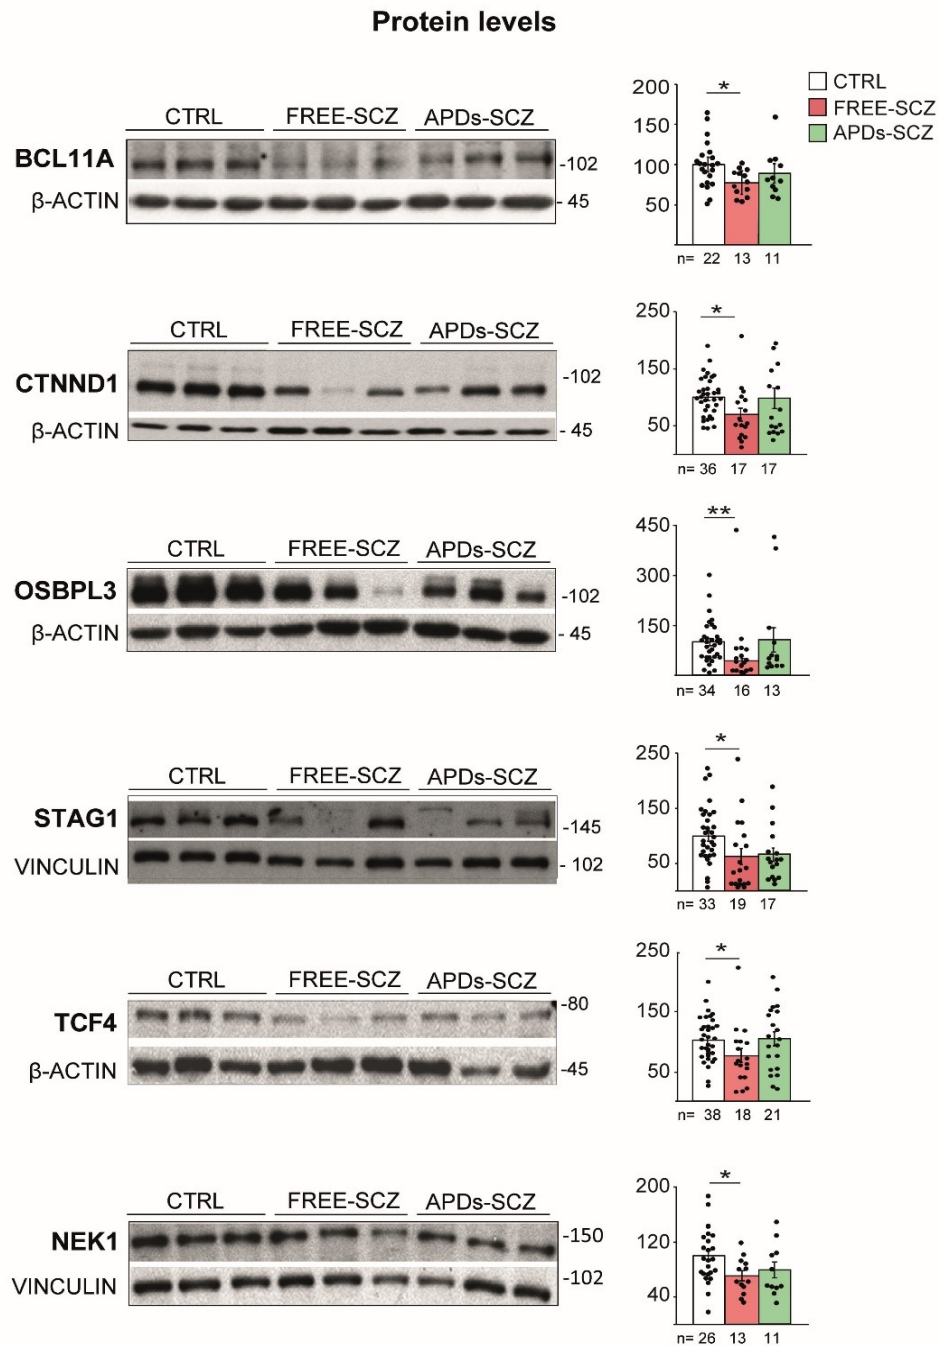 Protein levels
CTRL FREE-SCZ APDs-SCZ
BCL11A -102
β-ACTIN - 45
200
150
100
50
*
n= 22 13 11
CTRL
FREE-SCZ
APDs-SCZ
CTRL FREE-SCZ APDs-SCZ
CTNND1 -102
β-ACTIN - 45
250
150
50
*
n= 36 17 17
CTRL FREE-SCZ APDs-SCZ
OSBPL3 -102
β-ACTIN - 45
450
300
150
**
n= 34 16 13
CTRL FREE-SCZ APDs-SCZ
STAG1 -145
VINCULIN - 102
250
150
50
*
n= 33 19 17
CTRL FREE-SCZ APDs-SCZ
TCF4 -80
β-ACTIN -45
250
150
50
*
n= 38 18 21
CTRL FREE-SCZ APDs-SCZ
NEK1 -150
VINCULIN -102
200
120
40
*
n= 26 13 11